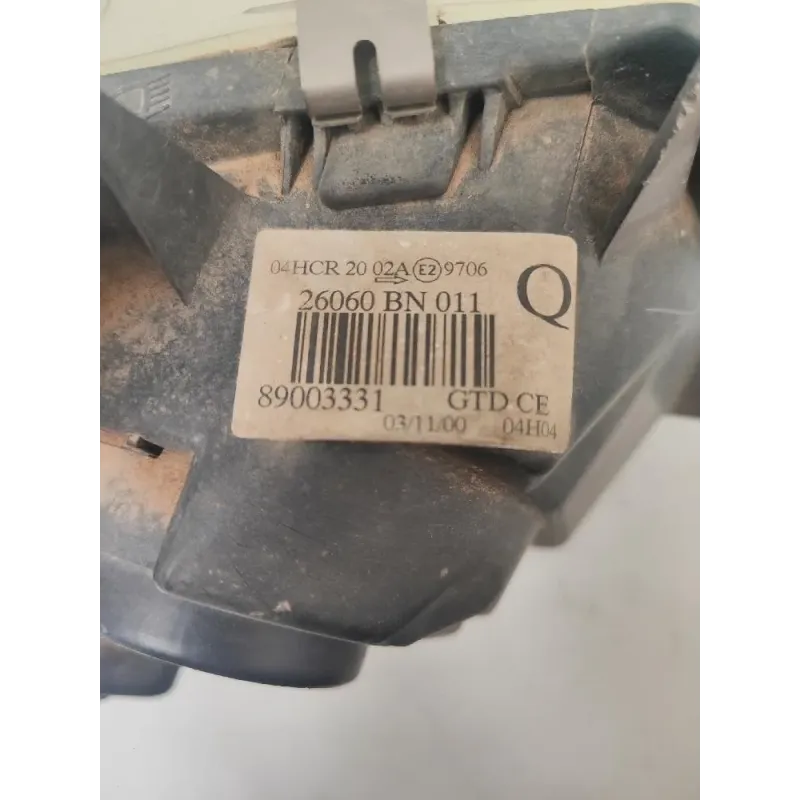 04HCR 20 02A E2 9706
26060 BN 011
Q
89003331 GTD CE
03/11/00 04H04